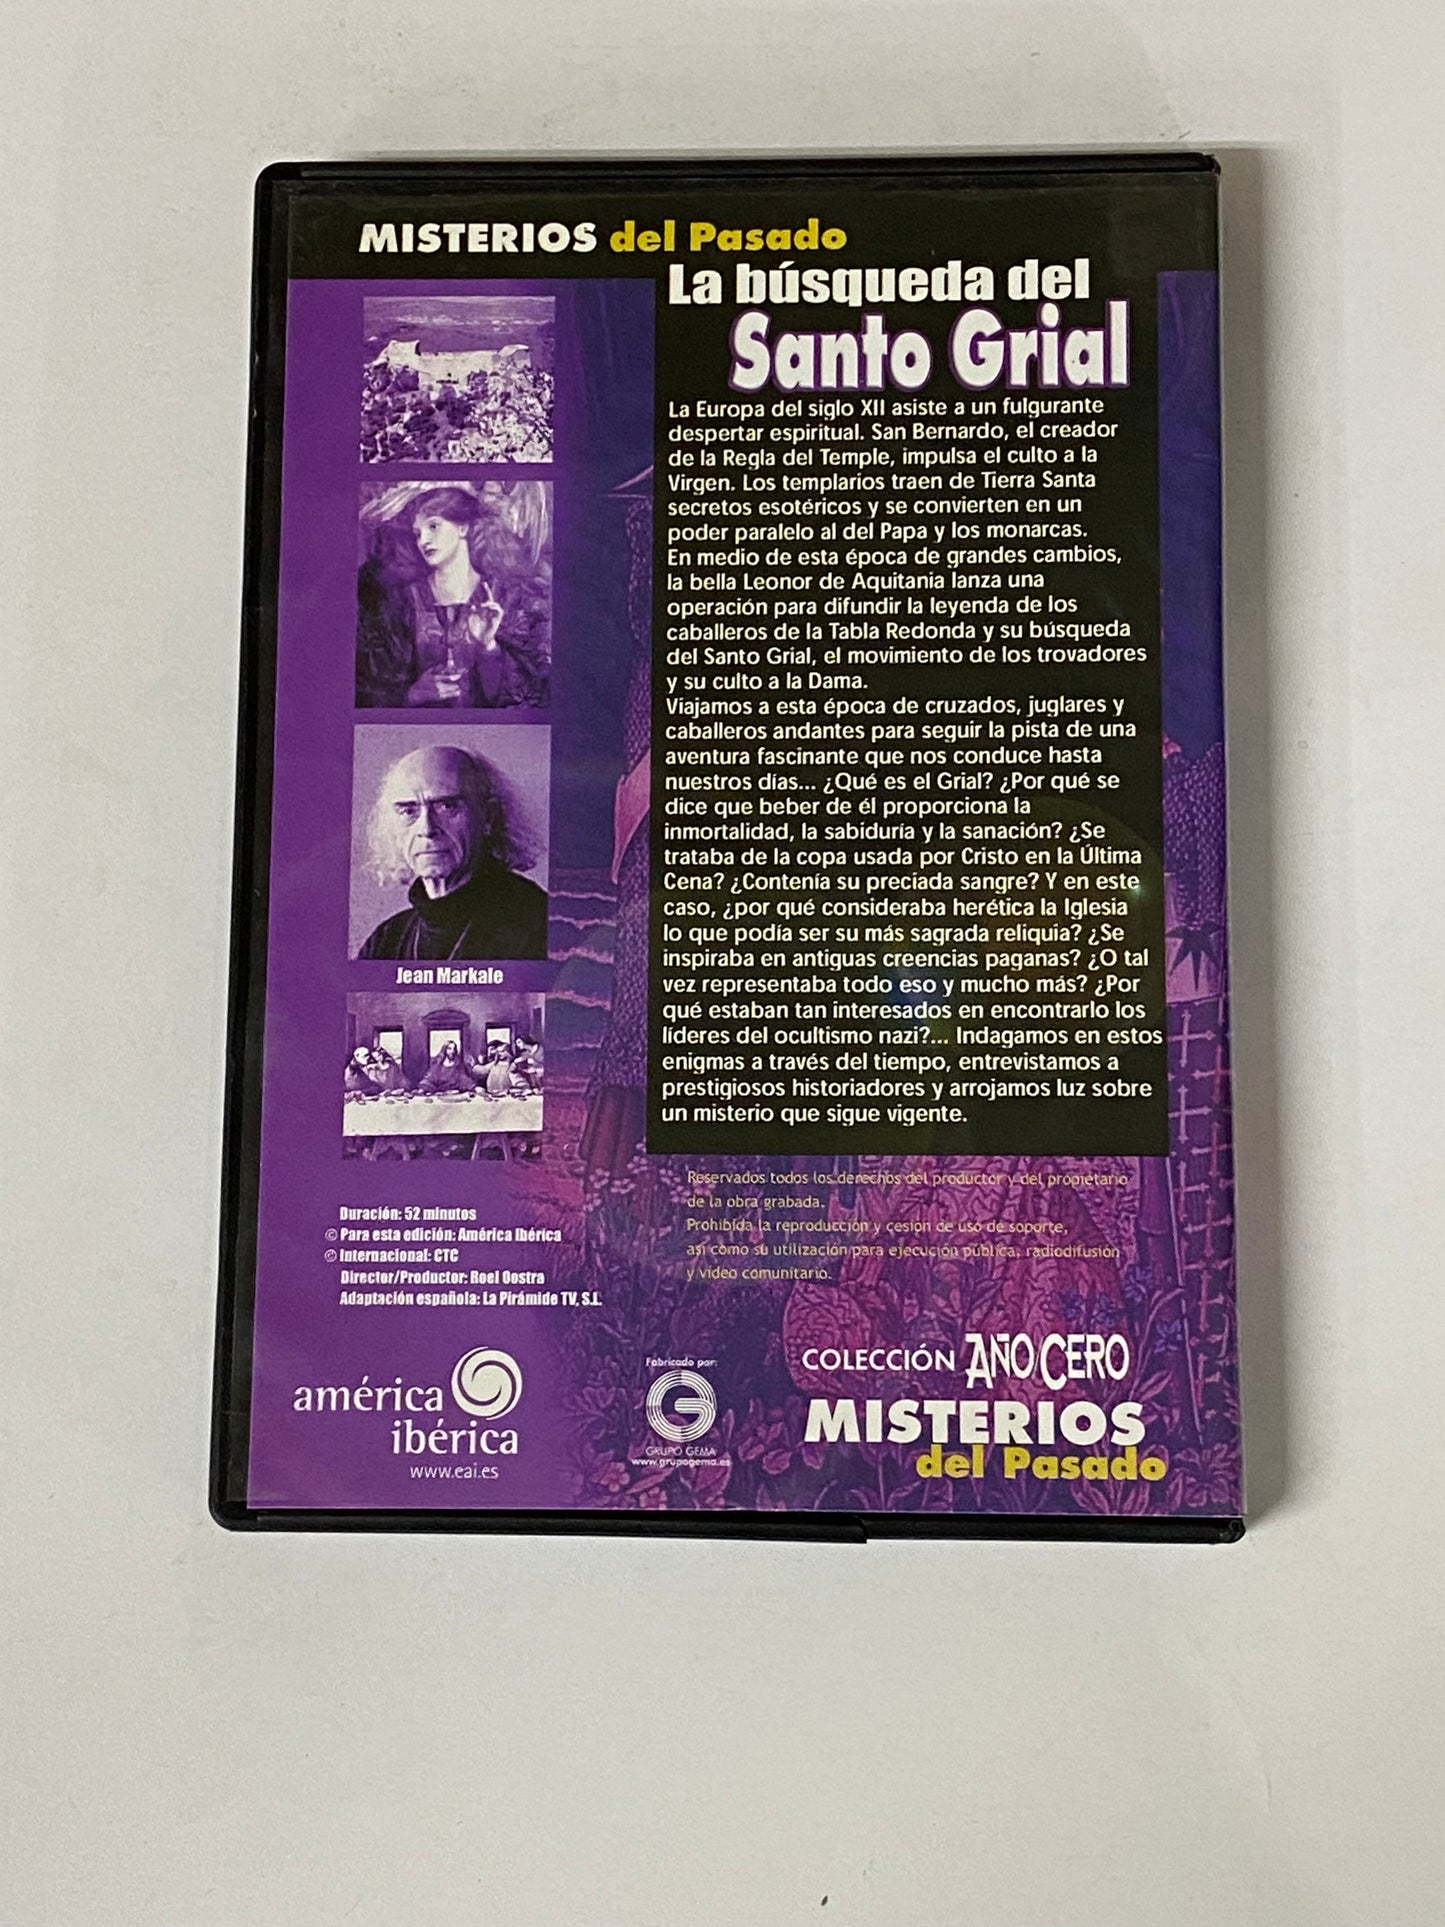 MISTERIOS del Pasado
La búsqueda del
Santo Grial
La Europa del siglo XII asiste a un fulgurante
despertar espiritual. San Bernardo, el creador
de la Regla del Temple, impulsa el culto a la
Virgen. Los templarios traen de Tierra Santa
secretos esotéricos y se convierten en un
poder paralelo al del Papa y los monarcas.
En medio de esta época de grandes cambios,
la bella Leonor de Aquitania lanza una
operación para difundir la leyenda de los
caballeros de la Tabla Redonda y su búsqueda
del Santo Grial, el movimiento de los trovadores
y su culto a la Dama.
Viajamos a esta época de cruzados, juglares y
caballeros andantes para seguir la pista de una
aventura fascinante que nos conduce hasta
nuestros días... ¿Qué es el Grial? ¿Por qué se
dice que beber de él proporciona la
inmortalidad, la sabiduría y la sanación? ¿Se
trataba de la copa usada por Cristo en la Última
Cena? ¿Contenía su preciada sangre? Y en este
caso, ¿por qué consideraba herética la Iglesia
lo que podía ser su más sagrada reliquia? ¿Se
inspiraba en antiguas creencias paganas? ¿O tal
vez representaba todo eso y mucho más? ¿Por
qué estaban tan interesados en encontrarlo los
líderes del ocultismo nazi?... Indagamos en estos
enigmas a través del tiempo, entrevistamos a
prestigiosos historiadores y arrojamos luz sobre
un misterio que sigue vigente.
Jean Markale
Reservados todos los derechos del productor y del propietario
de la obra grabada.
Prohibida la reproducción y cesión de uso de soporte,
así como su utilización para ejecución pública, radiodifusión
y video comunitario.
Duración: 52 minutos
© Para esta edición: América Ibérica
© Internacional: CTC
Director/Productor: Roel Oostra
Adaptación española: La Pirámide TV, S.L.
américa
ibérica
www.eai.es
Fabricado por:
G
GRUPO GEMA
www.grupogema.es
COLECCIÓN AÑO CERO
MISTERIOS
del Pasado